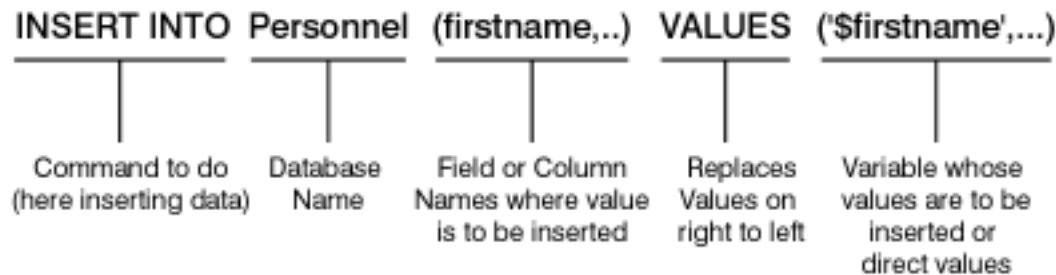 INSERT INTO Personnel (firstname,..) VALUES ('$firstname',...)
Command to do
(here inserting data)
Database
Name
Field or Column
Names where value
is to be inserted
Replaces
Values on
right to left
Variable whose
values are to be
inserted or
direct values